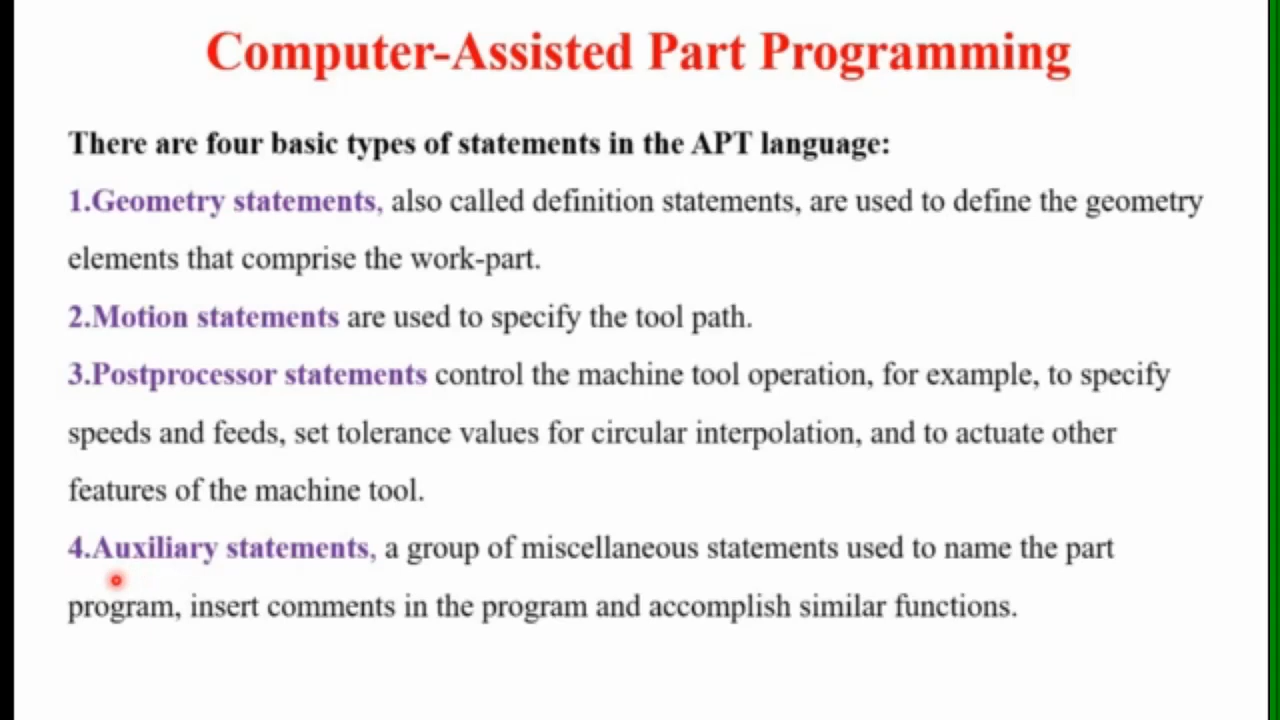 Computer-Assisted Part Programming
There are four basic types of statements in the APT language:
1.Geometry statements, also called definition statements, are used to define the geometry
elements that comprise the work-part.
2.Motion statements are used to specify the tool path.
3.Postprocessor statements control the machine tool operation, for example, to specify
speeds and feeds, set tolerance values for circular interpolation, and to actuate other
features of the machine tool.
4.Auxiliary statements, a group of miscellaneous statements used to name the part
program, insert comments in the program and accomplish similar functions.